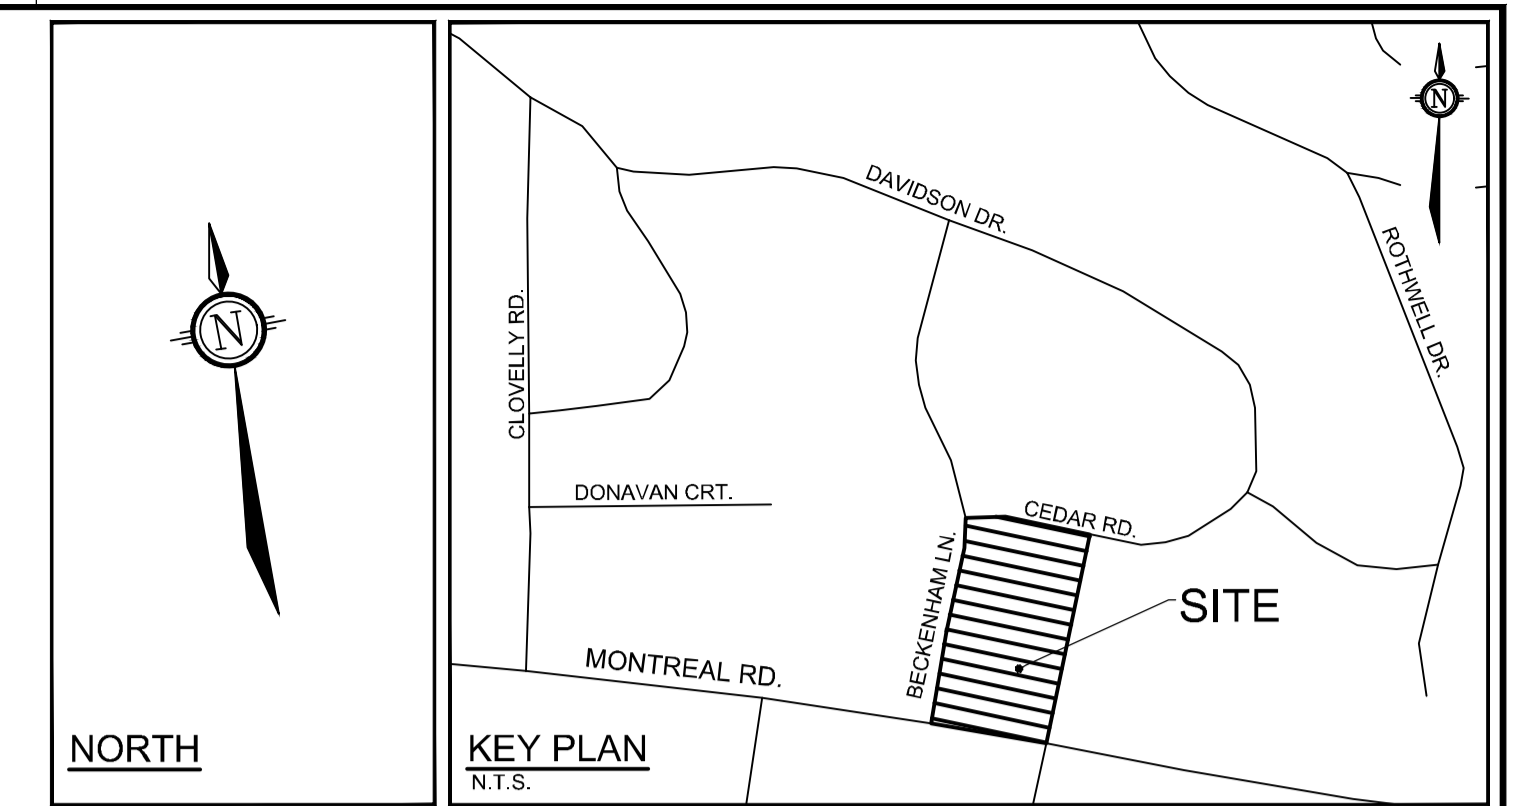 N
NORTH
N
DAVIDSON DR.
ROTHWELL DR.
CLOVELLY RD.
DONAVAN CRT.
CEDAR RD.
BECKENHAM LN.
SITE
MONTREAL RD.
KEY PLAN
N.T.S.